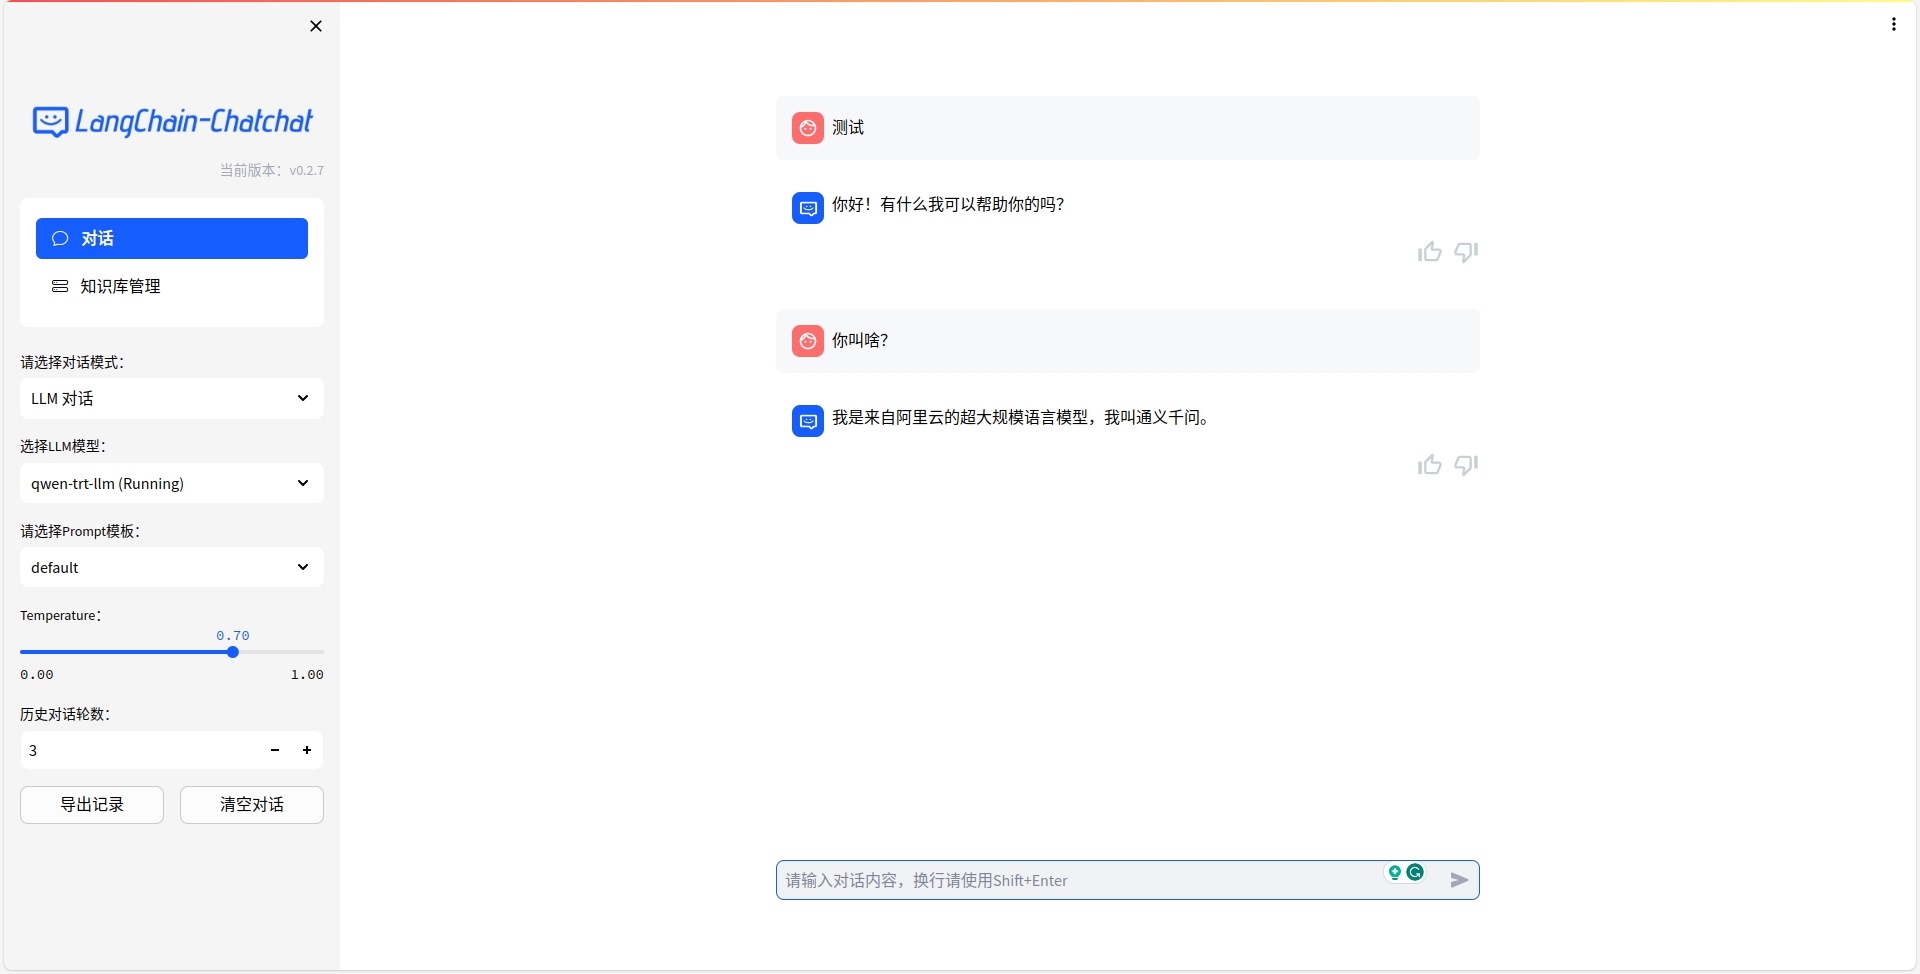 LangChain-Chatchat
当前版本：v0.2.7
对话
知识库管理
请选择对话模式：
LLM 对话
选择LLM模型：
qwen-trt-llm (Running)
请选择Prompt模板：
default
Temperature：
0.70
0.00
1.00
历史对话轮数：
3
导出记录
清空对话
测试
你好！有什么我可以帮助你的吗？
你叫啥？
我是来自阿里云的超大规模语言模型，我叫通义千问。
请输入对话内容，换行请使用Shift+Enter